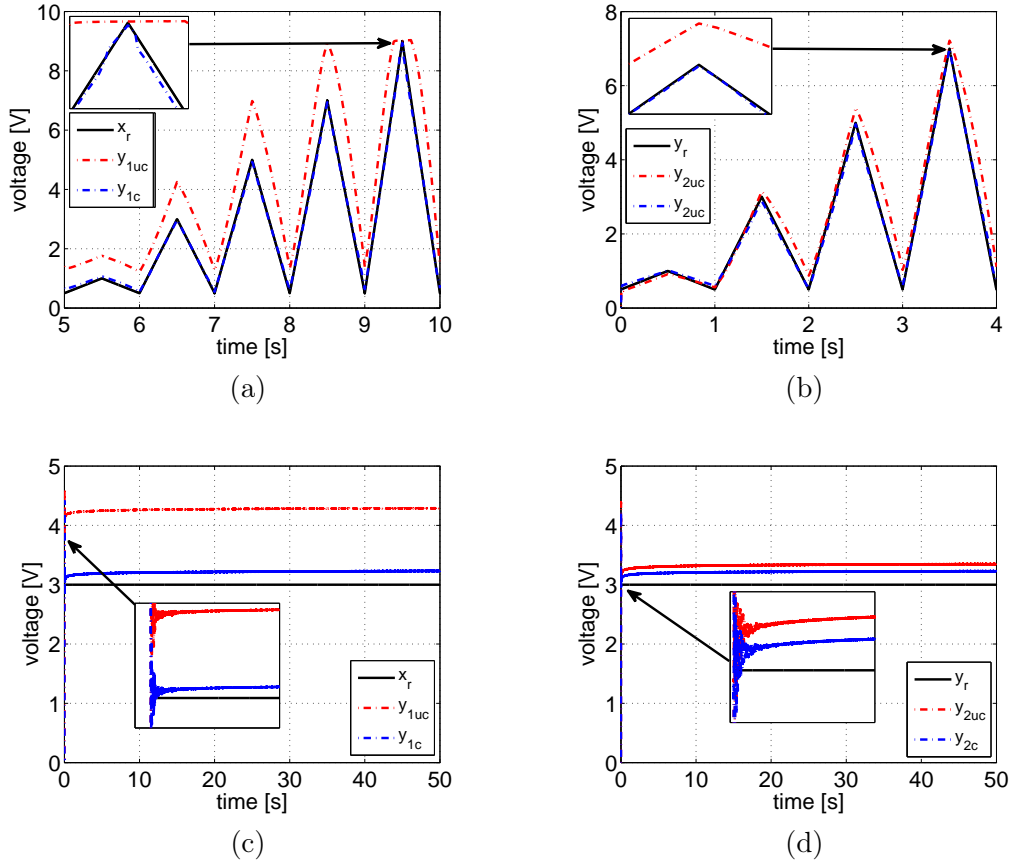 10
8
6
4
2
0
voltage [V]
x_r
y_1uc
y_1c
5 6 7 8 9 10
time [s]
(a)
8
6
4
2
0
voltage [V]
y_r
y_2uc
y_2uc
0 1 2 3 4
time [s]
(b)
5
4
3
2
1
0
voltage [V]
x_r
y_1uc
y_1c
0 10 20 30 40 50
time [s]
(c)
5
4
3
2
1
0
voltage [V]
y_r
y_2uc
y_2c
0 10 20 30 40 50
time [s]
(d)